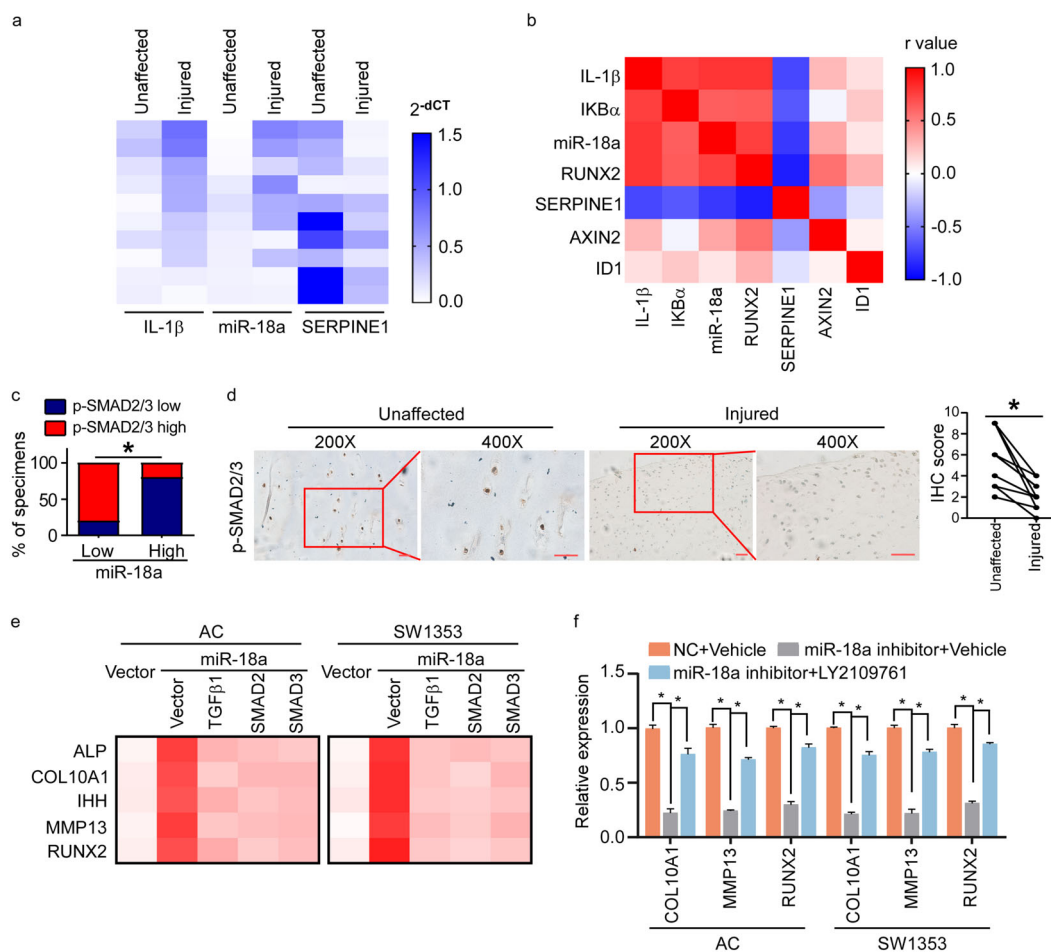 a
Unaffected
Injured
Unaffected
Injured
Unaffected
Injured
2-dCT
1.5
1.0
0.5
0.0
IL-1β
miR-18a
SERPINE1
b
r value
IL-1β
IKBα
miR-18a
RUNX2
SERPINE1
AXIN2
ID1
1.0
0.5
0.0
-0.5
-1.0
IL-1β
IKBα
miR-18a
RUNX2
SERPINE1
AXIN2
ID1
c
p-SMAD2/3 low
p-SMAD2/3 high
*
% of specimens
100
50
0
Low
High
miR-18a
d
Unaffected
Injured
200X
400X
200X
400X
p-SMAD2/3
*
IHC score
10
8
6
4
2
0
Unaffected
Injured
e
AC
SW1353
Vector
miR-18a
Vector
miR-18a
Vector
TGFβ1
SMAD2
SMAD3
Vector
TGFβ1
SMAD2
SMAD3
ALP
COL10A1
IHH
MMP13
RUNX2
f
NC+Vehicle
miR-18a inhibitor+Vehicle
miR-18a inhibitor+LY2109761
Relative expression
1.5
1.0
0.5
0.0
* *
* *
* *
* *
* *
* *
COL10A1
MMP13
RUNX2
COL10A1
MMP13
RUNX2
AC
SW1353